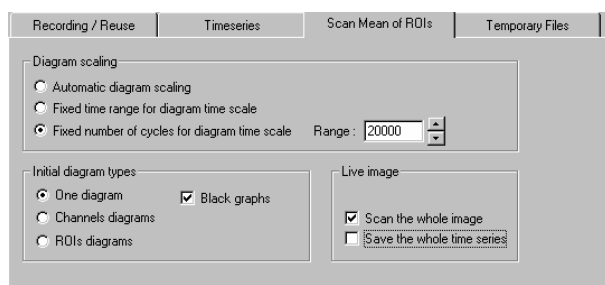 Recording / Reuse Timeseries Scan Mean of ROIs Temporary Files
Diagram scaling
Automatic diagram scaling
Fixed time range for diagram time scale
Fixed number of cycles for diagram time scale Range : 20000
Initial diagram types
One diagram Black graphs
Channels diagrams
ROIs diagrams
Live image
Scan the whole image
Save the whole time series